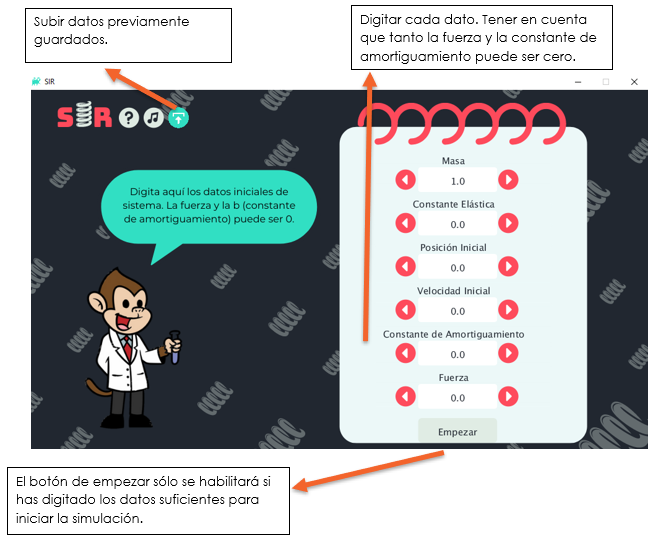 Subir datos previamente
guardados.
Digitar cada dato. Tener en cuenta
que tanto la fuerza y la constante de
amortiguamiento puede ser cero.
SIR
SIR
?
Digita aquí los datos iniciales de
sistema. La fuerza y la b (constante
de amortiguamiento) puede ser 0.
Masa
1.0
Constante Elástica
0.0
Posición Inicial
0.0
Velocidad Inicial
0.0
Constante de Amortiguamiento
0.0
Fuerza
0.0
Empezar
El botón de empezar sólo se habilitará si
has digitado los datos suficientes para
iniciar la simulación.